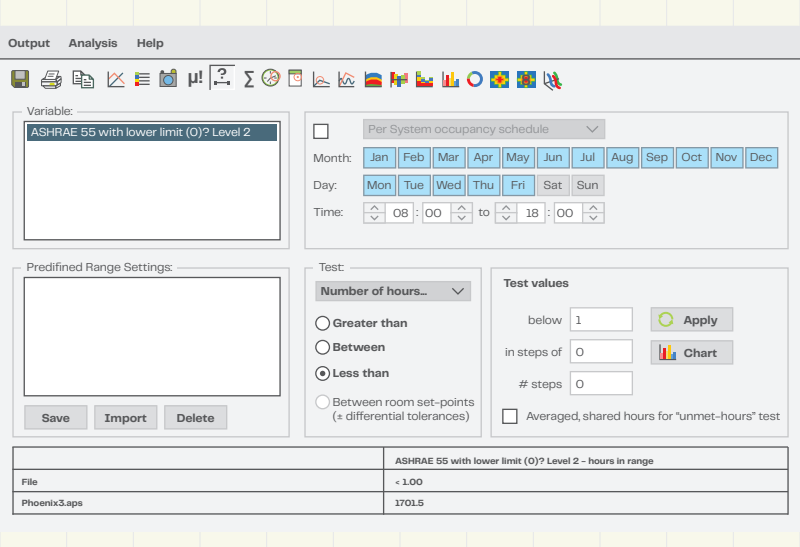 Output Analysis Help
μ! ? Σ
Variable:
ASHRAE 55 with lower limit (0)? Level 2
Per System occupancy schedule
Month: Jan Feb Mar Apr May Jun Jul Aug Sep Oct Nov Dec
Day: Mon Tue Wed Thu Fri Sat Sun
Time: 08 : 00 to 18 : 00
Predifined Range Settings:
Save Import Delete
Test:
Number of hours...
Greater than
Between
Less than
Between room set-points
(± differential tolerances)
Test values
below 1 Apply
in steps of 0 Chart
# steps 0
Averaged, shared hours for “unmet-hours” test
ASHRAE 55 with lower limit (0)? Level 2 - hours in range
File < 1.00
Phoenix3.aps 1701.5